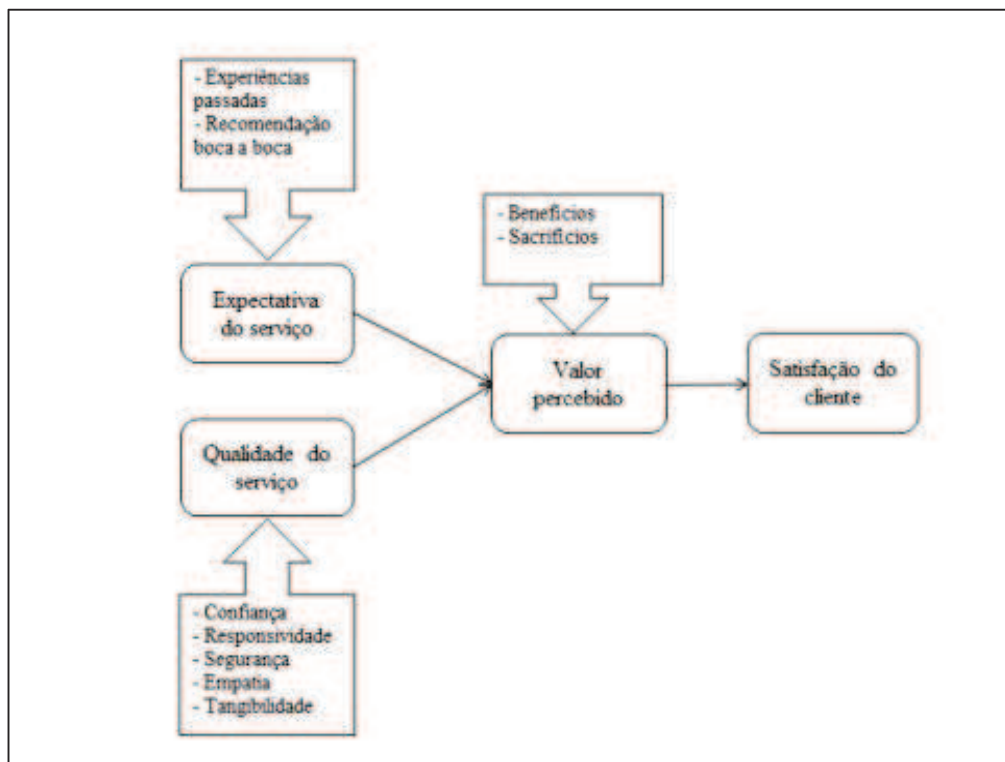 - Experiências
passadas
- Recomendação
boca a boca
- Benefícios
- Sacrifícios
Expectativa
do serviço
Valor
percebido
Satisfação do
cliente
Qualidade do
serviço
- Confiança
- Responsividade
- Segurança
- Empatia
- Tangibilidade